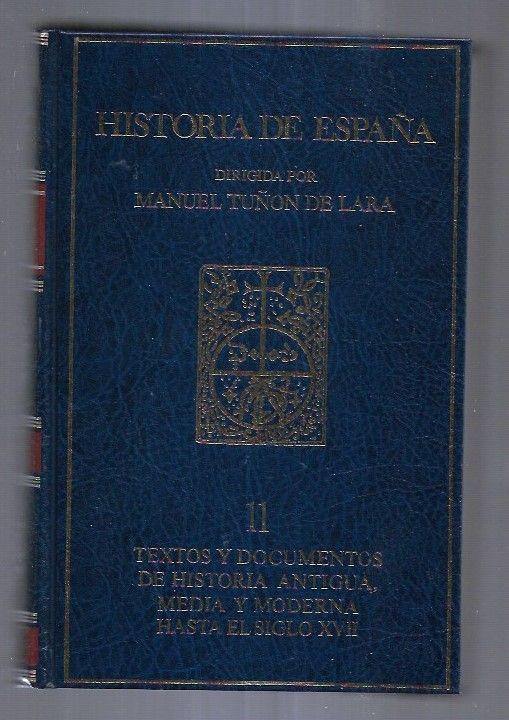 HISTORIA DE ESPAÑA
DIRIGIDA POR
MANUEL TUÑON DE LARA
11
TEXTOS Y DOCUMENTOS
DE HISTORIA ANTIGUA,
MEDIA Y MODERNA
HASTA EL SIGLO XVII